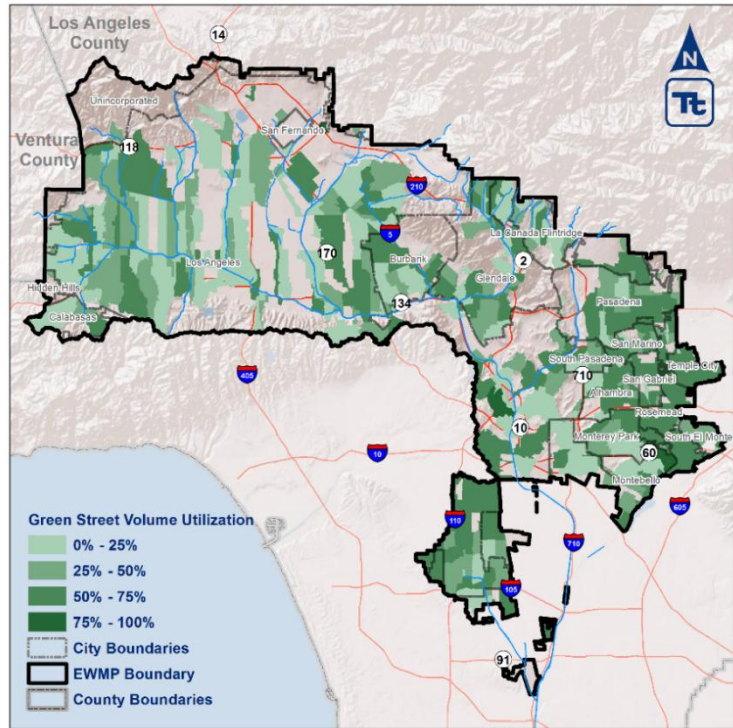 Los Angeles
County
14
N
Tt
Unincorporated
San Fernando
Ventura
County
118
210
5
La Canada Flintridge
170
Burbank
2
Los Angeles
Glendale
Hidden Hills
134
Pasadena
Calabasas
San Marino
405
South Pasadena
Temple City
710
San Gabriel
Alhambra
Rosemead
10
10
Monterey Park
60
South El Monte
Montebello
110
605
710
105
91
Green Street Volume Utilization
0% - 25%
25% - 50%
50% - 75%
75% - 100%
City Boundaries
EWMP Boundary
County Boundaries